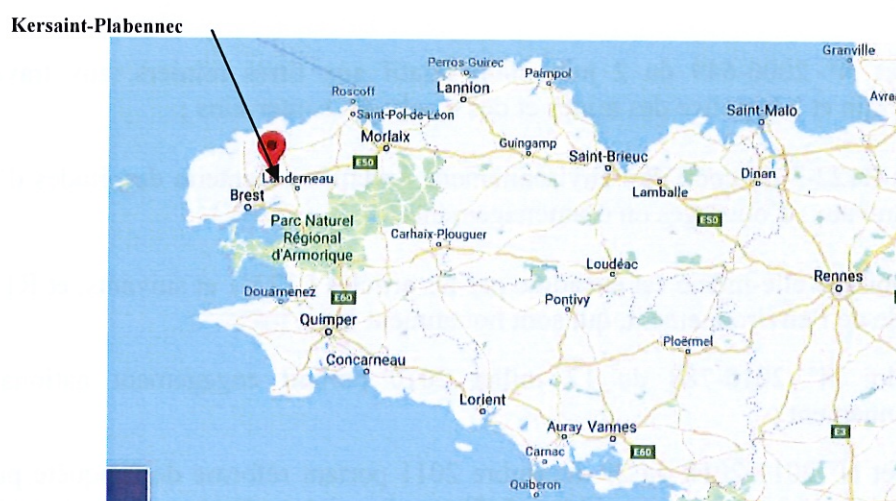 Kersaint-Plabennec
Granville
Perros-Guirec
Paimpol
Lannion
Roscoff
Saint-Pol-de-Léon
Saint-Malo
Morlaix
Guingamp
E50
Saint-Brieuc
Landerneau
Dinan
Lamballe
Brest
E50
Parc Naturel
Régional
d'Armorique
Carhaix-Plouguer
Loudéac
Rennes
Douarnenez
E60
Pontivy
Quimper
Ploërmel
Concarneau
Lorient
Auray
Vannes
E3
Carnac
E60
Quiberon